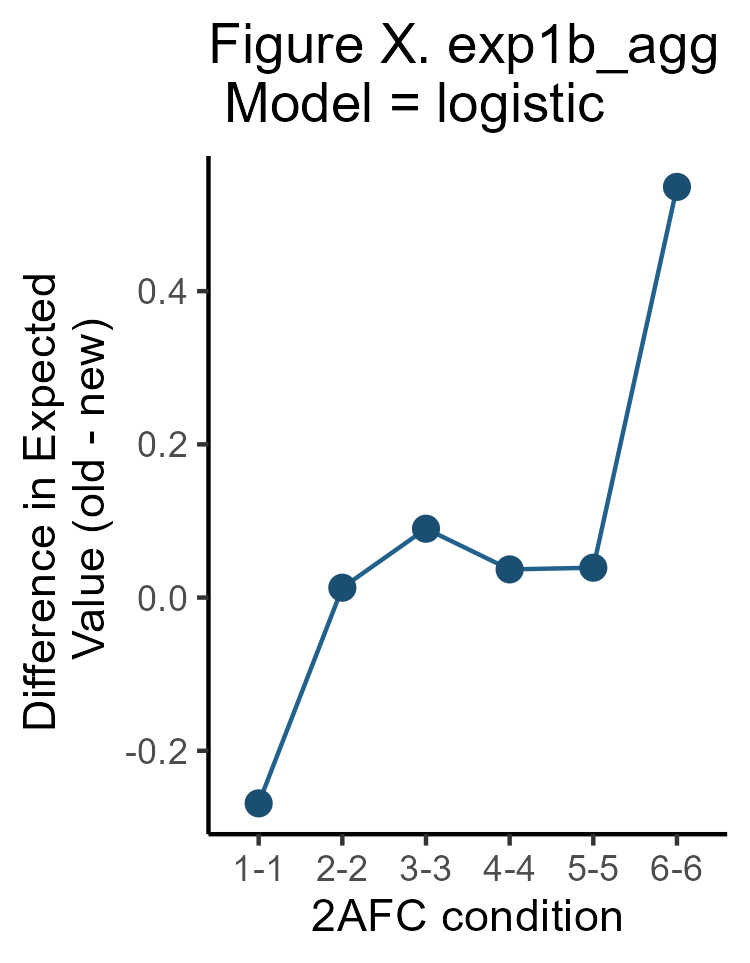 Figure X. exp1b_agg
Model = logistic
Difference in Expected
Value (old - new)
0.4
0.2
0.0
-0.2
1-1 2-2 3-3 4-4 5-5 6-6
2AFC condition